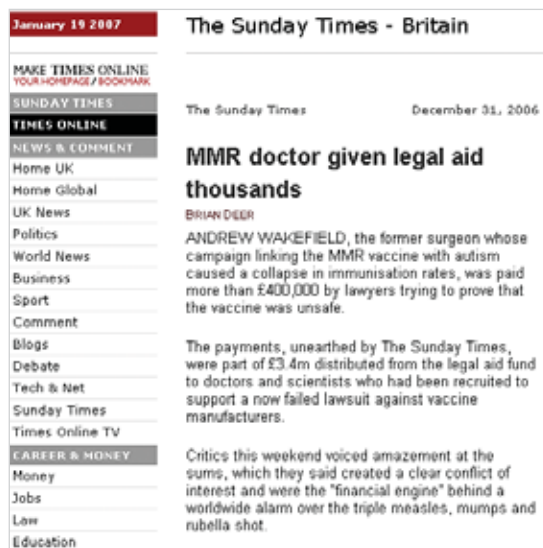 January 19 2007
MAKE TIMES ONLINE
YOUR HOMEPAGE / BOOKMARK
SUNDAY TIMES
TIMES ONLINE
NEWS & COMMENT
Home UK
Home Global
UK News
Politics
World News
Business
Sport
Comment
Blogs
Debate
Tech & Net
Sunday Times
Times Online TV
CAREER & MONEY
Money
Jobs
Law
Education
The Sunday Times - Britain
The Sunday Times December 31, 2006
MMR doctor given legal aid
thousands
BRIAN DEER
ANDREW WAKEFIELD, the former surgeon whose
campaign linking the MMR vaccine with autism
caused a collapse in immunisation rates, was paid
more than £400,000 by lawyers trying to prove that
the vaccine was unsafe.
The payments, unearthed by The Sunday Times,
were part of £3.4m distributed from the legal aid fund
to doctors and scientists who had been recruited to
support a now failed lawsuit against vaccine
manufacturers.
Critics this weekend voiced amazement at the
sums, which they said created a clear conflict of
interest and were the "financial engine" behind a
worldwide alarm over the triple measles, mumps and
rubella shot.